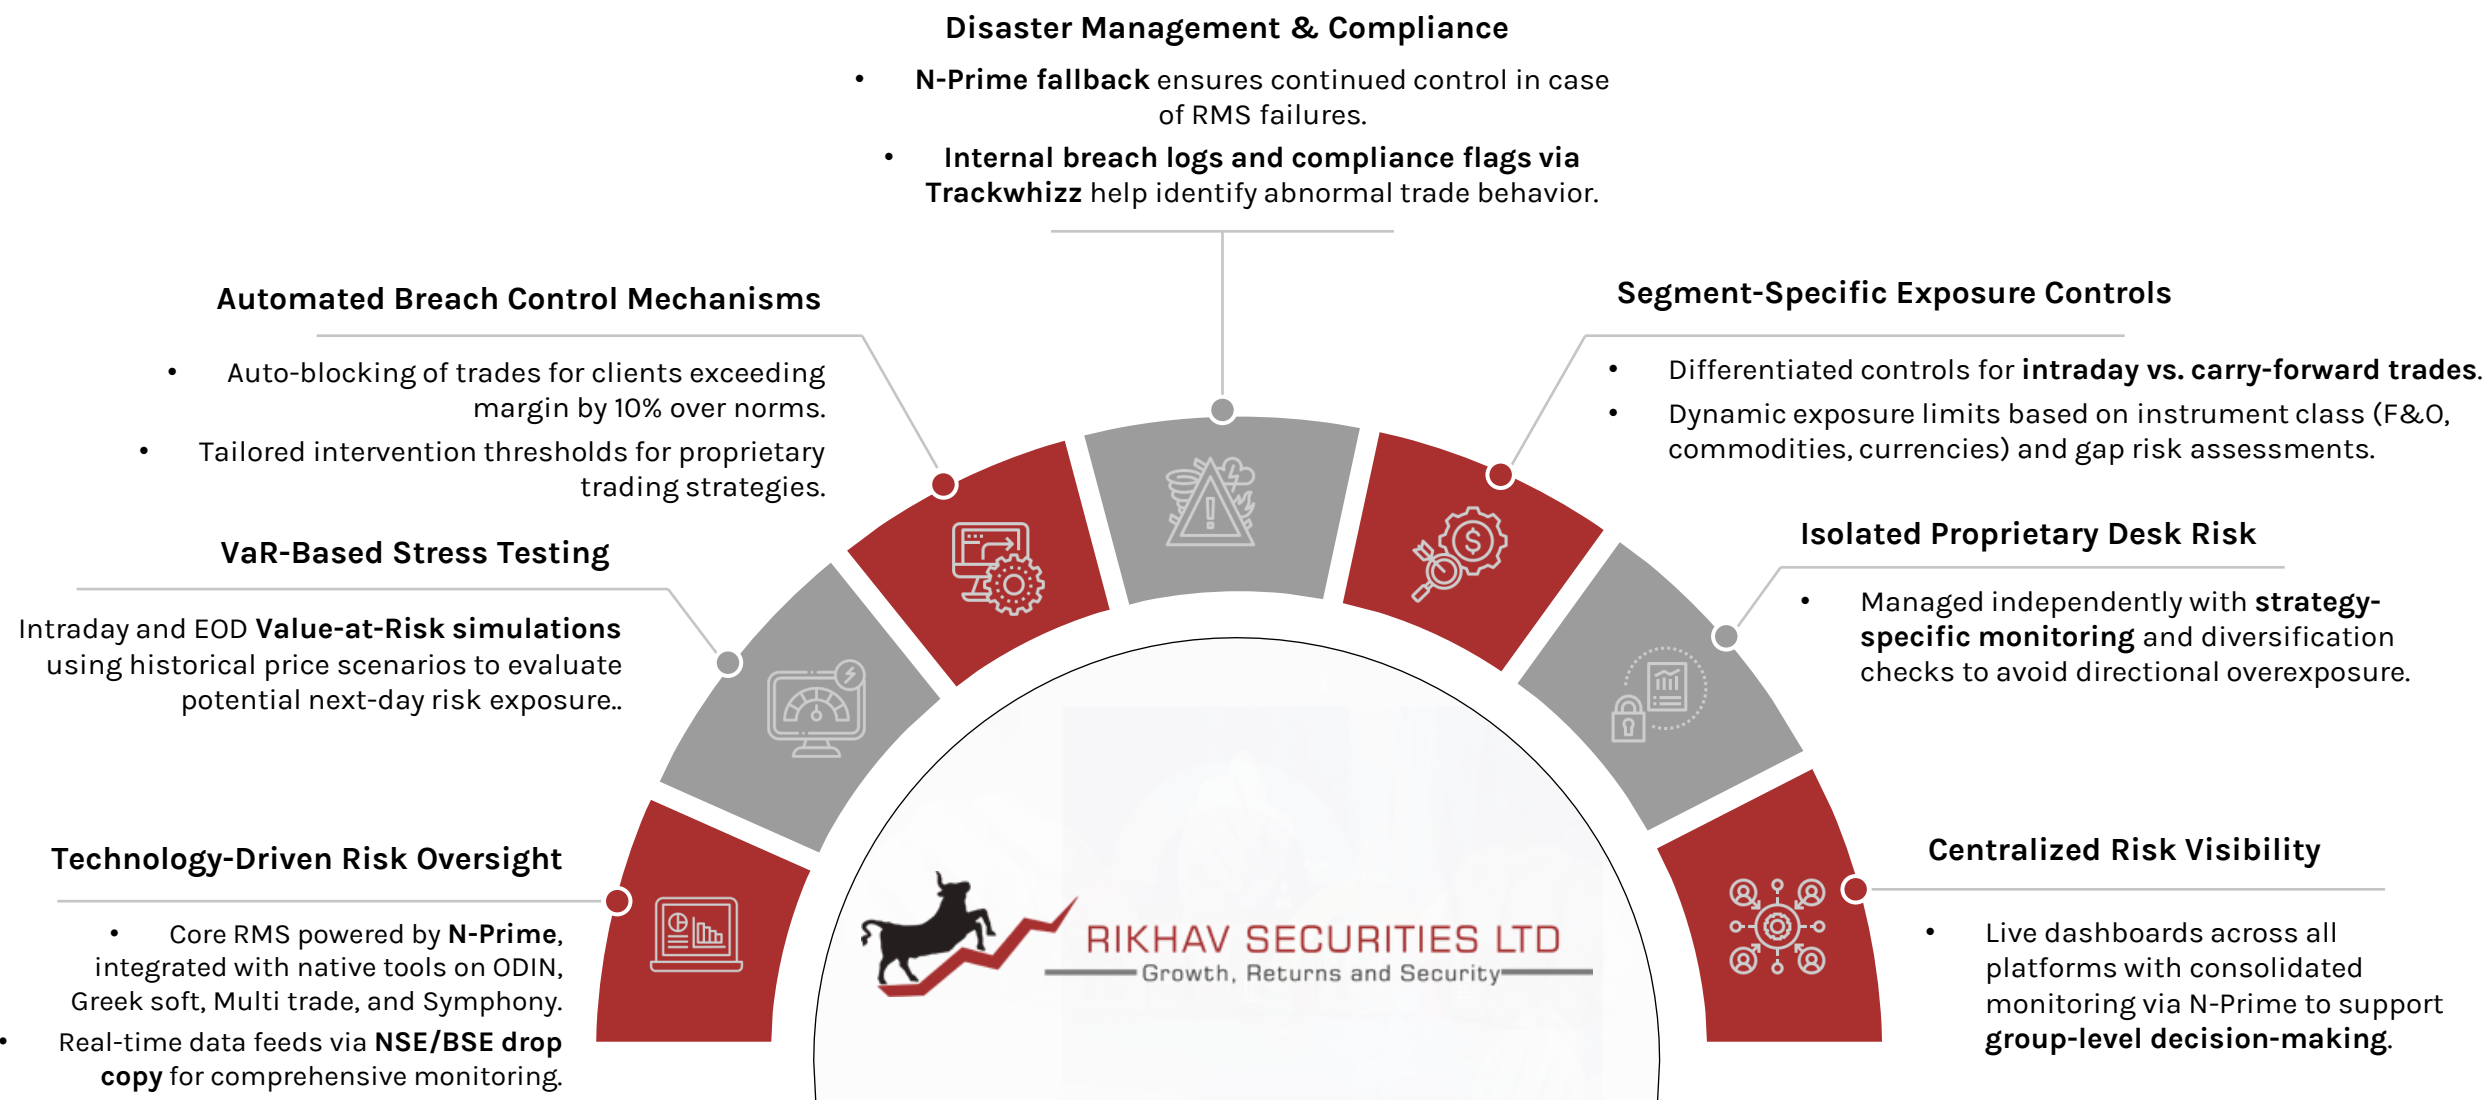 Disaster Management & Compliance
• N-Prime fallback ensures continued control in case
of RMS failures.
• Internal breach logs and compliance flags via
Trackwhizz help identify abnormal trade behavior.
Automated Breach Control Mechanisms
• Auto-blocking of trades for clients exceeding
margin by 10% over norms.
• Tailored intervention thresholds for proprietary
trading strategies.
Segment-Specific Exposure Controls
• Differentiated controls for intraday vs. carry-forward trades.
• Dynamic exposure limits based on instrument class (F&O,
commodities, currencies) and gap risk assessments.
VaR-Based Stress Testing
Intraday and EOD Value-at-Risk simulations
using historical price scenarios to evaluate
potential next-day risk exposure..
Isolated Proprietary Desk Risk
• Managed independently with strategy-
specific monitoring and diversification
checks to avoid directional overexposure.
Technology-Driven Risk Oversight
• Core RMS powered by N-Prime,
integrated with native tools on ODIN,
Greek soft, Multi trade, and Symphony.
• Real-time data feeds via NSE/BSE drop
copy for comprehensive monitoring.
Centralized Risk Visibility
• Live dashboards across all
platforms with consolidated
monitoring via N-Prime to support
group-level decision-making.
RIKHAV SECURITIES LTD
Growth, Returns and Security